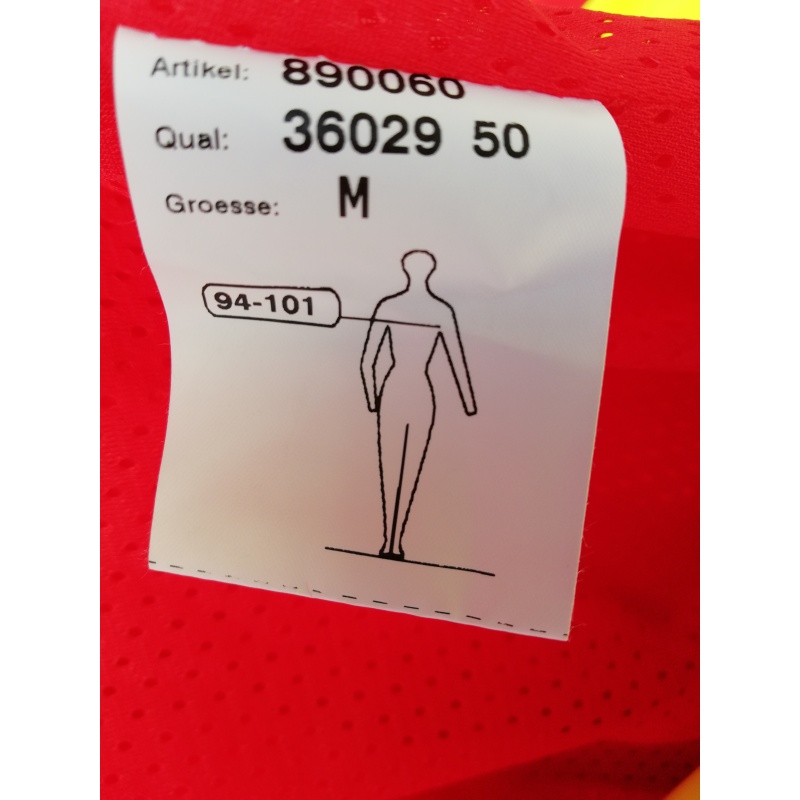 Artikel: 890060
Qual: 36029 50
Groesse: M
94-101